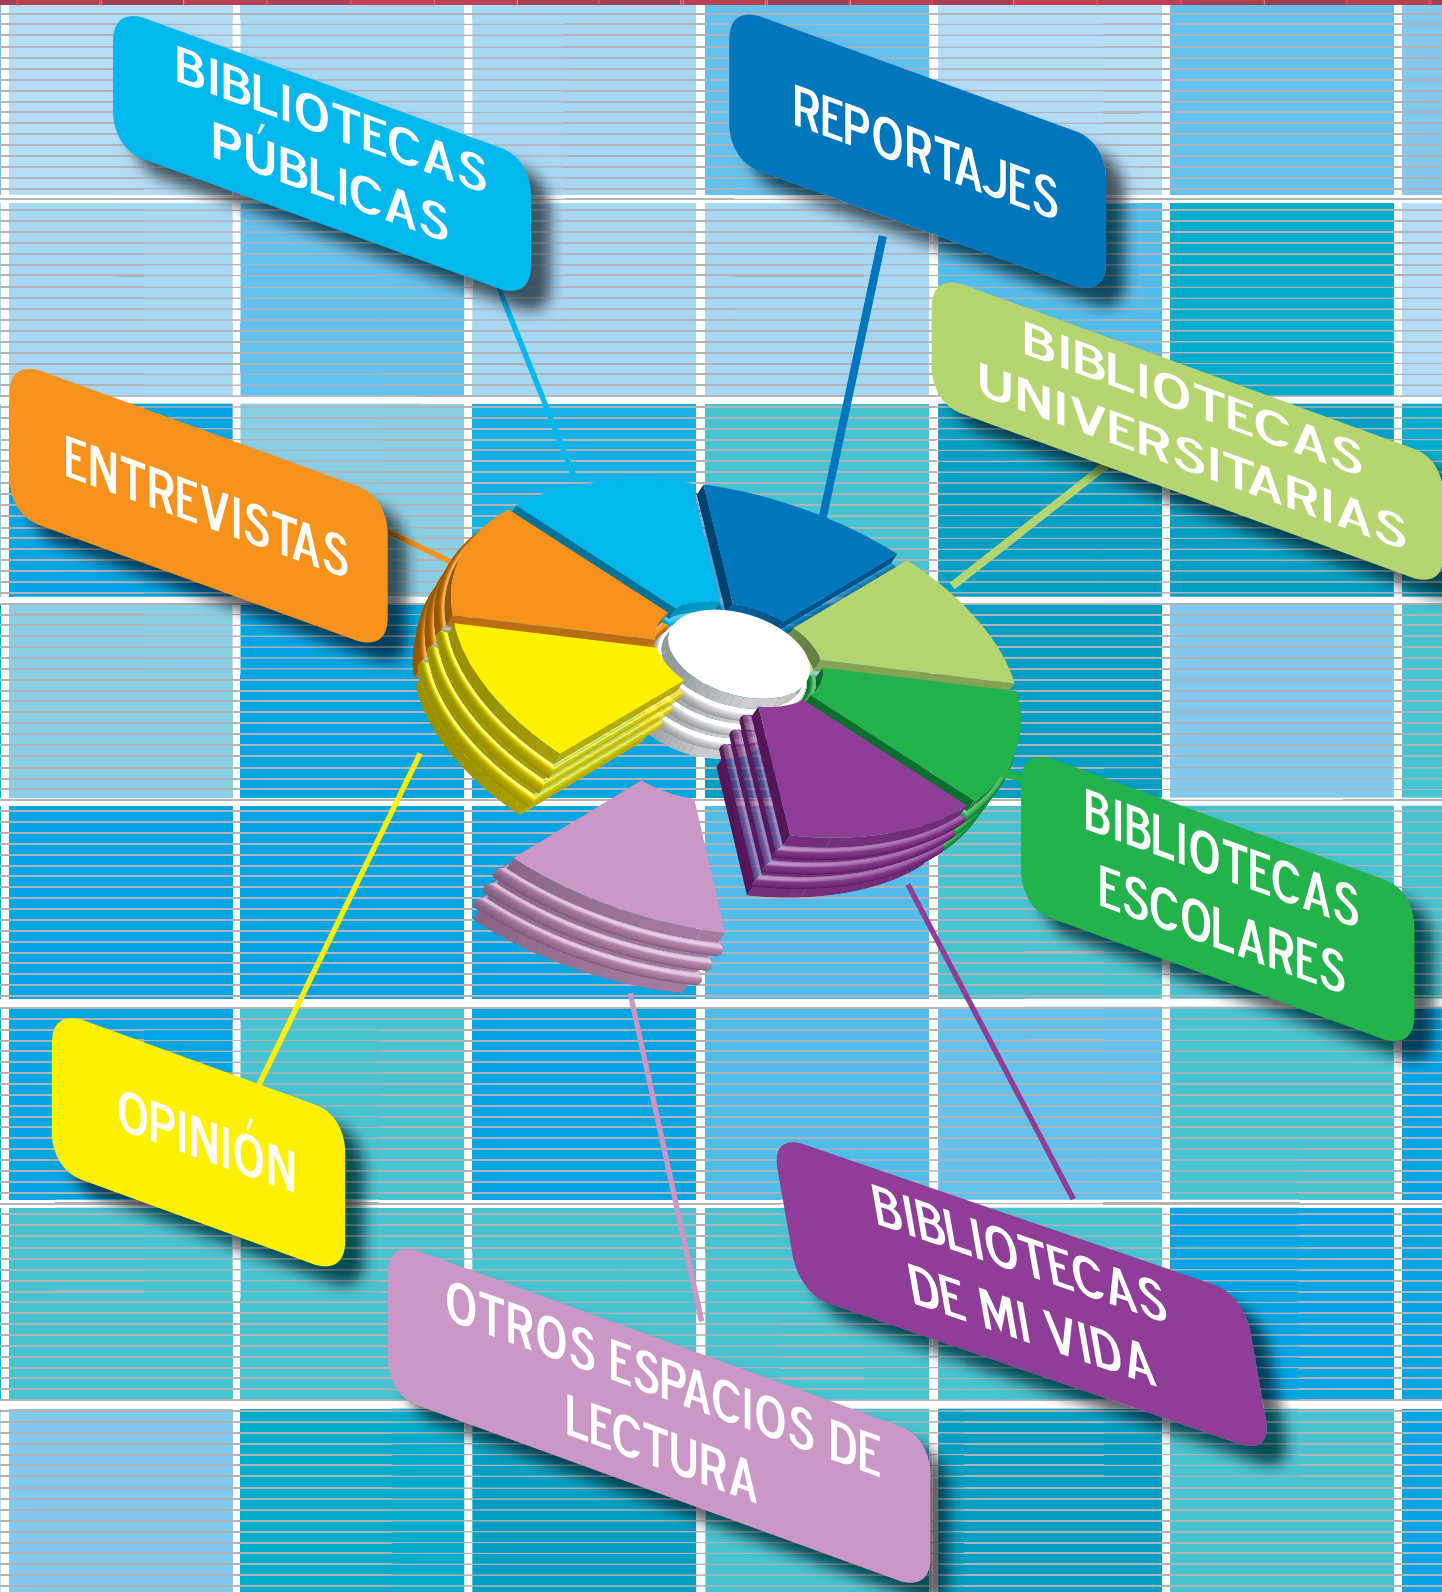 BIBLIOTECAS
PÚBLICAS
REPORTAJES
BIBLIOTECAS
UNIVERSITARIAS
ENTREVISTAS
BIBLIOTECAS
ESCOLARES
OPINIÓN
BIBLIOTECAS
DE MI VIDA
OTROS ESPACIOS DE
LECTURA